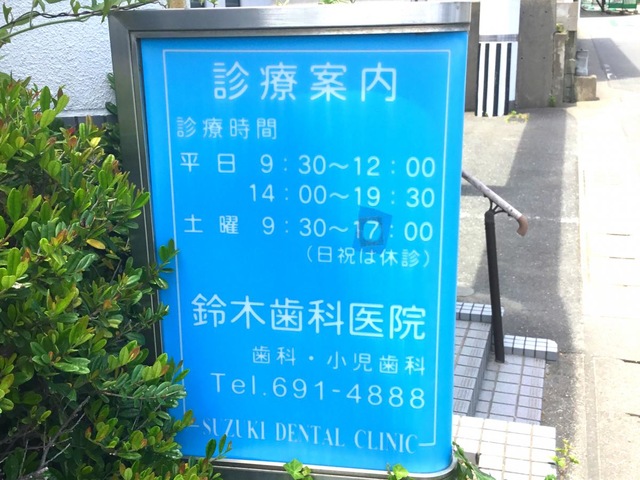 診療案内
診療時間
平日 9:30〜12:00
14:00〜19:30
土曜 9:30〜17:00
(日祝は休診)
鈴木歯科医院
歯科・小児歯科
Tel.691-4888
SUZUKI DENTAL CLINIC